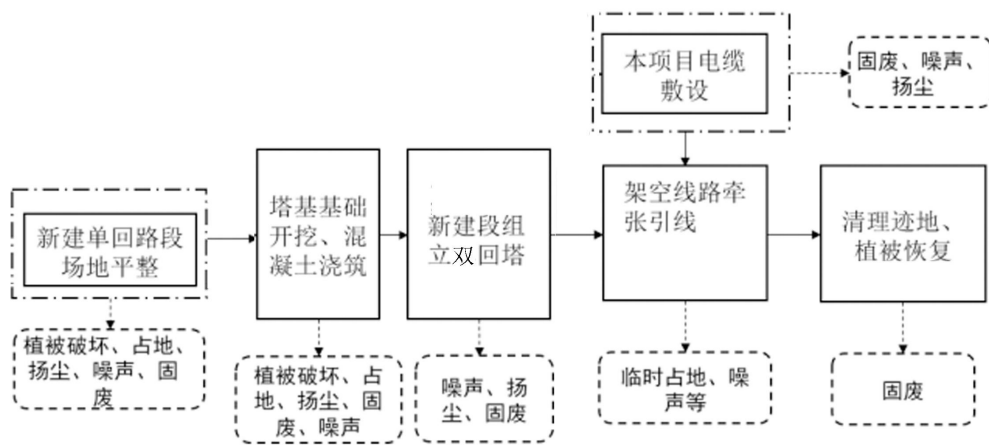 本项目电缆
敷设
固废、噪声、
扬尘
新建单回路段
场地平整
塔基基础
开挖、混
凝土浇筑
新建段组
立双回塔
架空线路牵
张引线
清理迹地、
植被恢复
植被破坏、占地、
扬尘、噪声、固
废
植被破坏、占
地、扬尘、固
废、噪声
噪声、扬
尘、固废
临时占地、噪
声等
固废